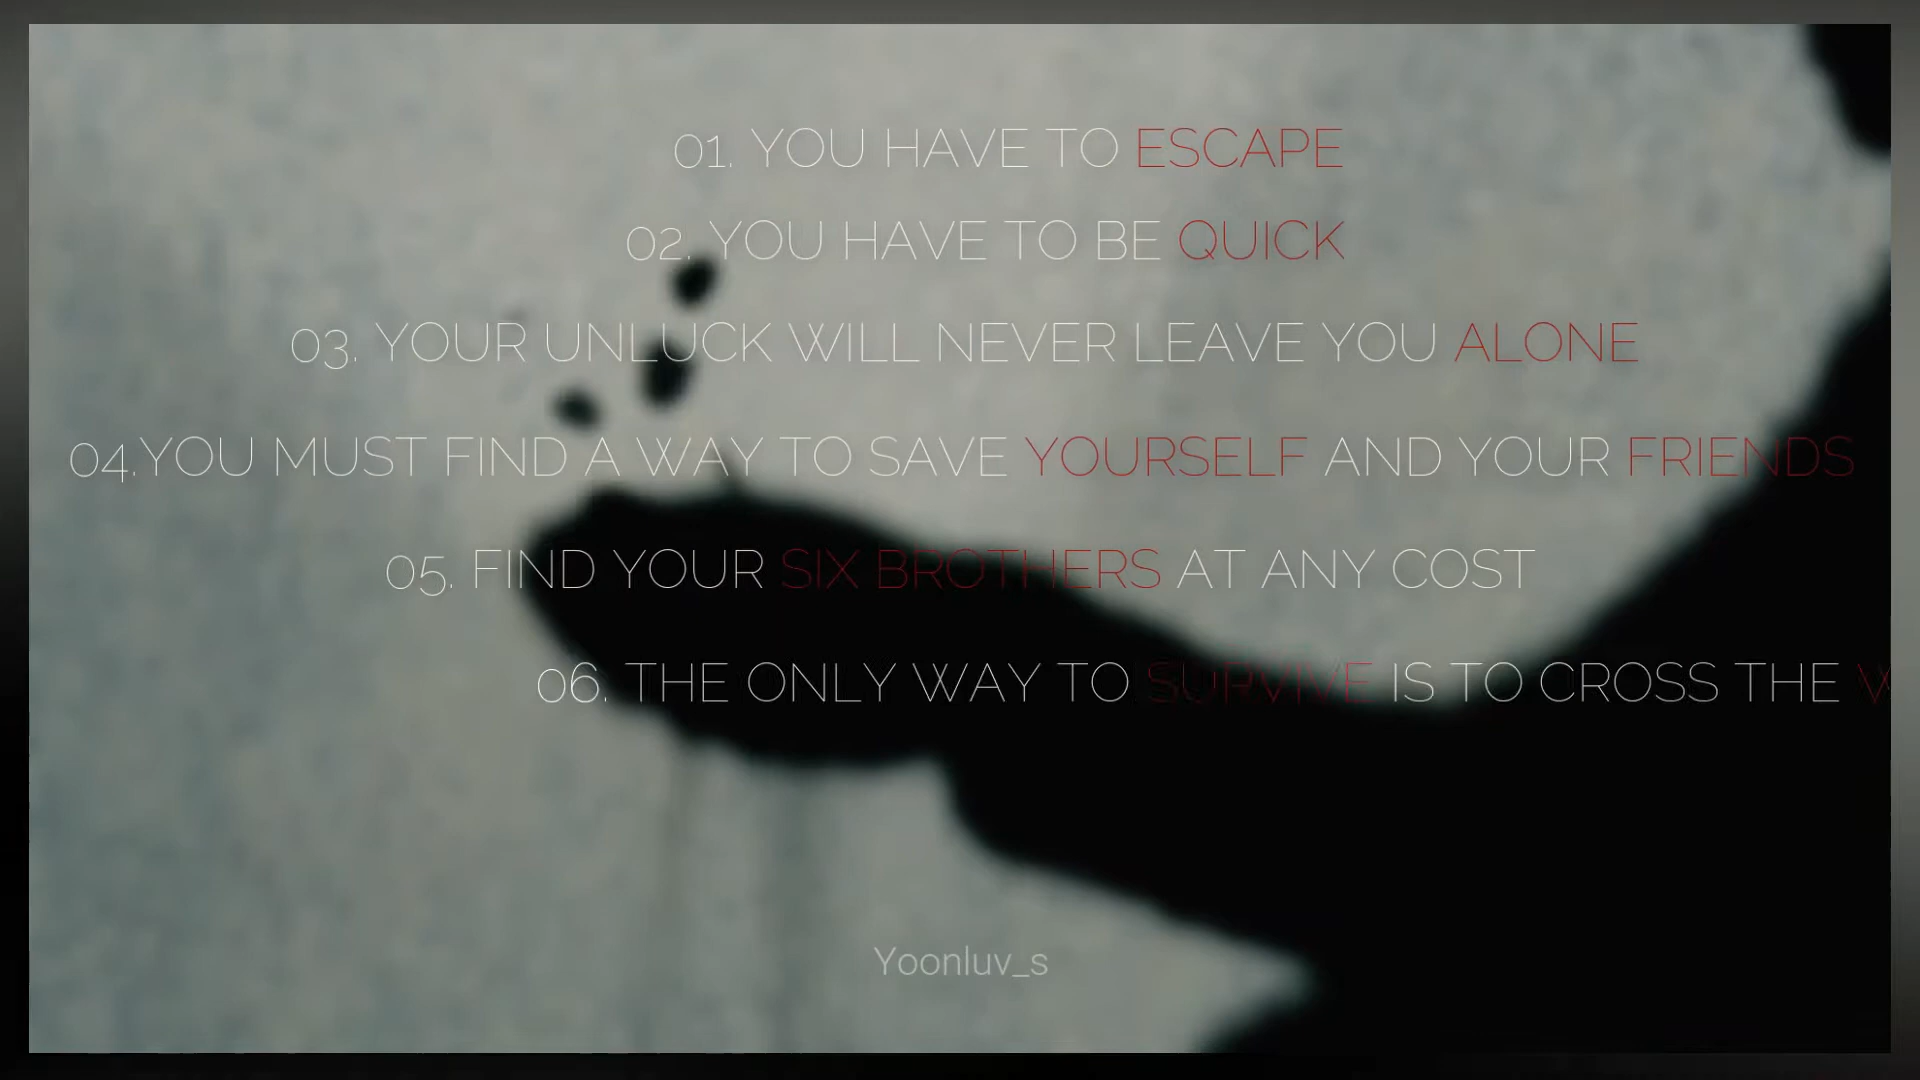 01. YOU HAVE TO ESCAPE
02. YOU HAVE TO BE QUICK
03. YOUR UNLUCK WILL NEVER LEAVE YOU ALONE
04.YOU MUST FIND A WAY TO SAVE YOURSELF AND YOUR FRIENDS
05. FIND YOUR SIX BROTHERS AT ANY COST
06. THE ONLY WAY TO SURVIVE IS TO CROSS THE
Yoonluv_s